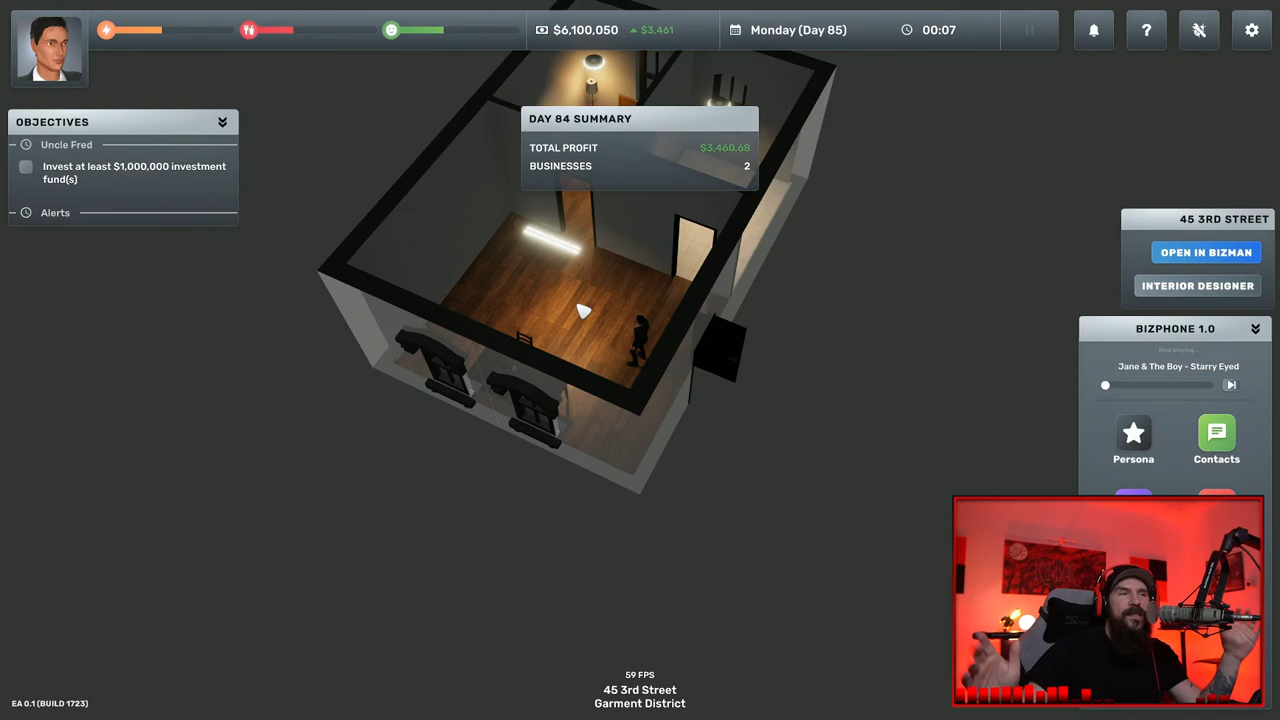 $6,100,050 $3,461
Monday (Day 85)
00:07
OBJECTIVES
Uncle Fred
Invest at least $1,000,000 investment
fund(s)
Alerts
DAY 84 SUMMARY
TOTAL PROFIT $3,460.68
BUSINESSES 2
45 3RD STREET
OPEN IN BIZMAN
INTERIOR DESIGNER
BIZPHONE 1.0
Now playing...
Jane & The Boy - Starry Eyed
Persona
Contacts
59 FPS
45 3rd Street
Garment District
EA 0.1 (BUILD 1723)